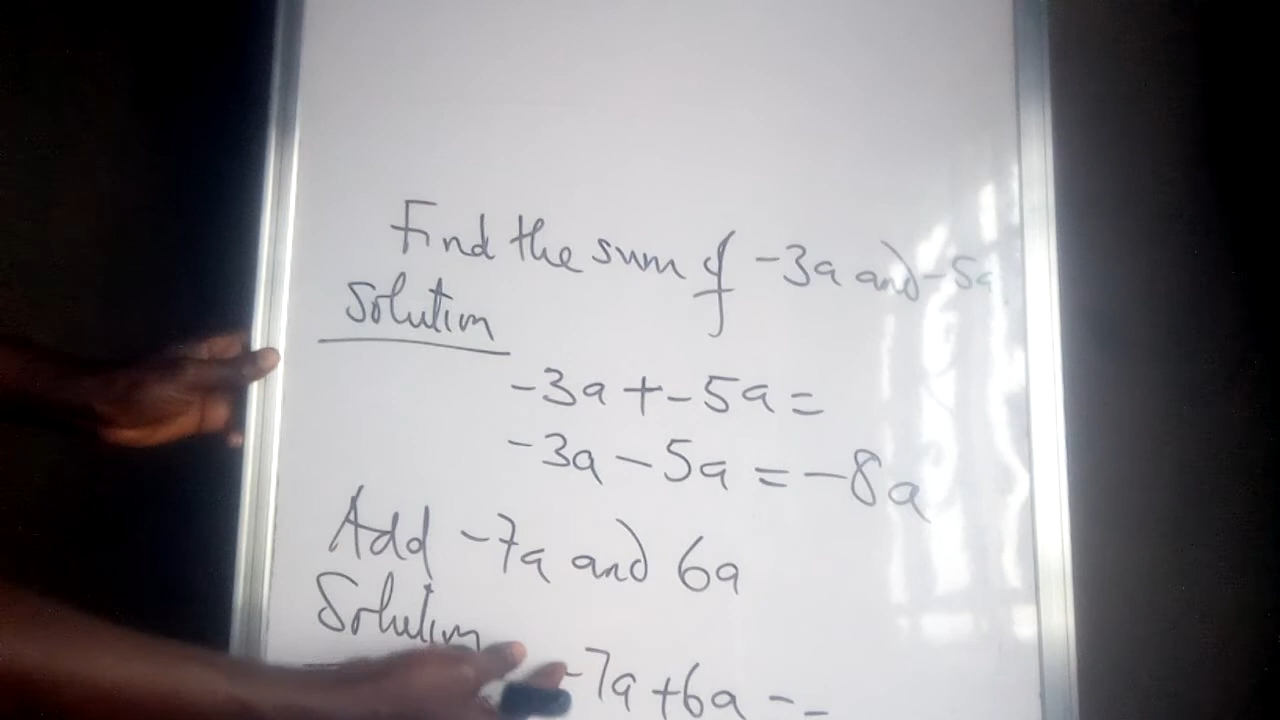 Find the sum of -3a and -5a
Solution
-3a + -5a =
-3a - 5a = -8a
Add -7a and 6a
Solution
-7a + 6a =